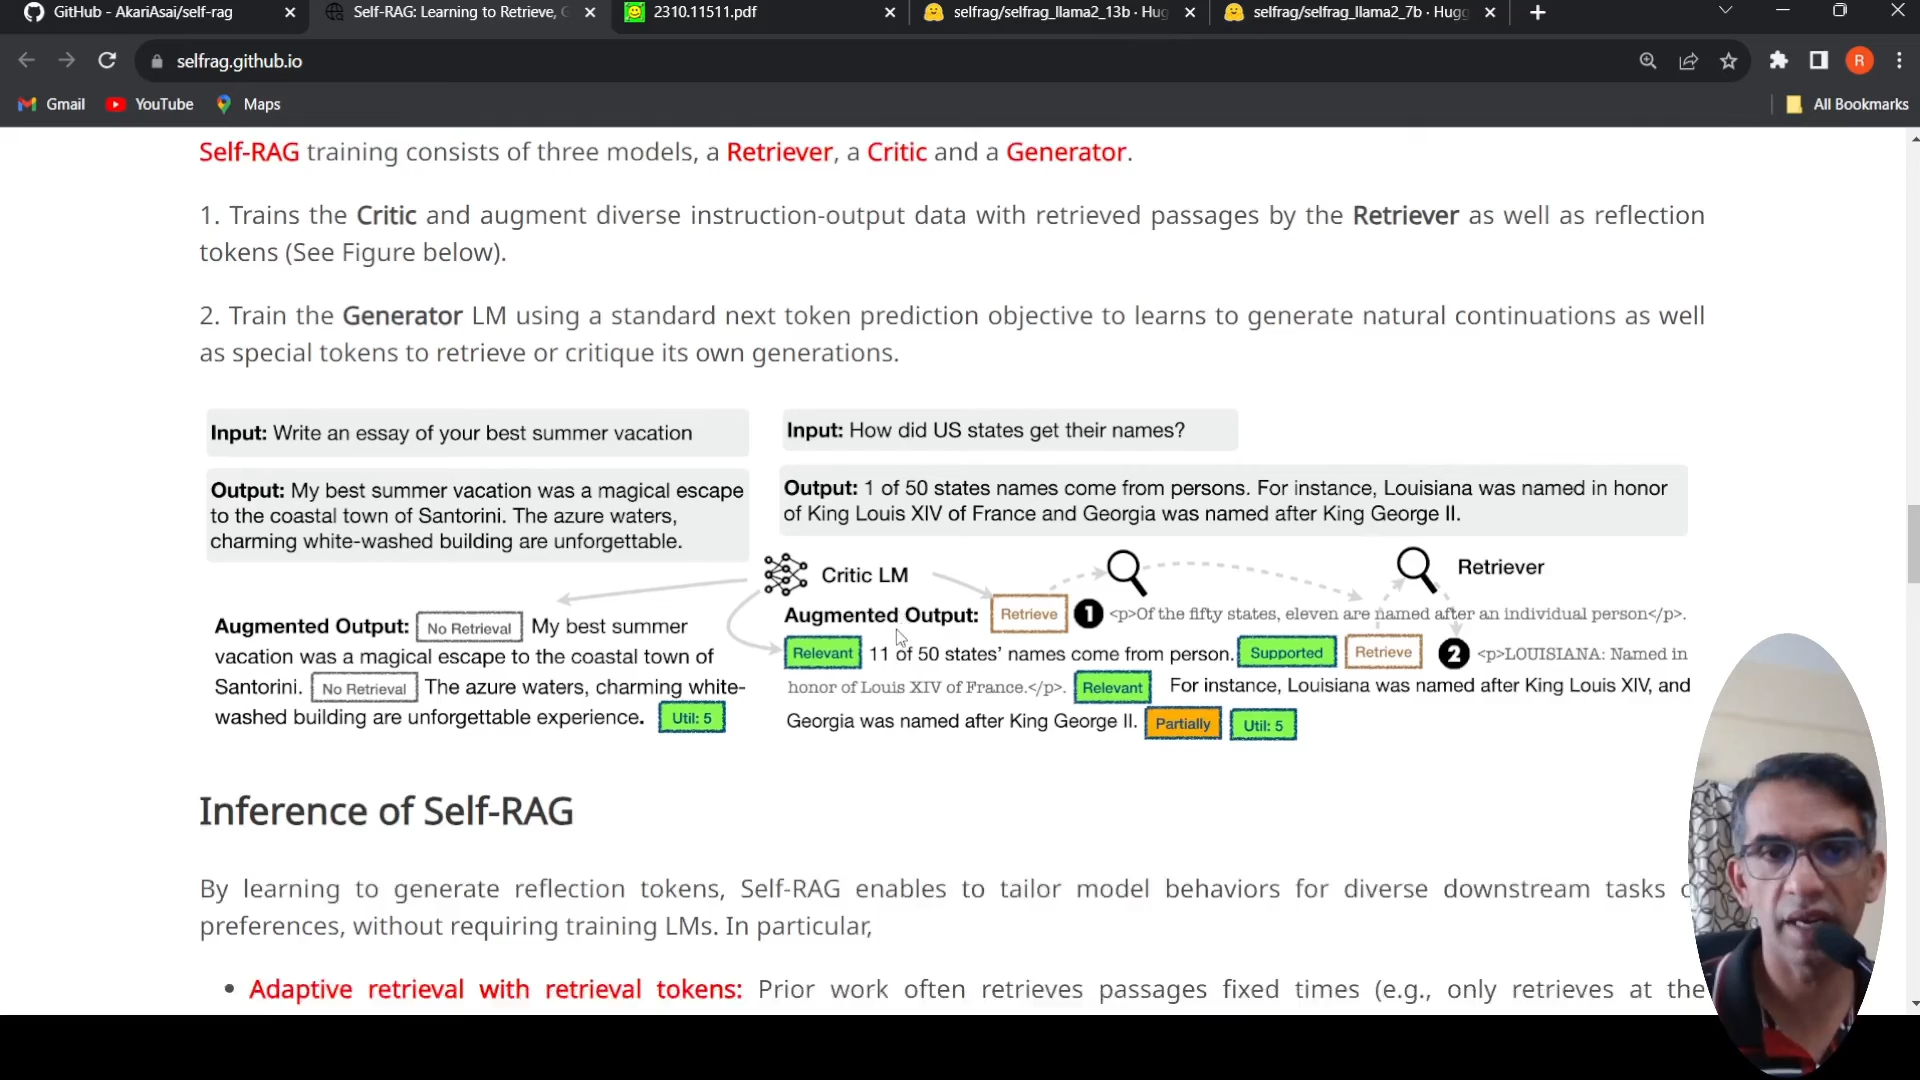 GitHub - AkariAsai/self-rag
Self-RAG: Learning to Retrieve, G
2310.11511.pdf
selfrag/selfrag_llama2_13b · Hug
selfrag/selfrag_llama2_7b · Hugg
selfrag.github.io
R
Gmail
YouTube
Maps
All Bookmarks
Self-RAG training consists of three models, a Retriever, a Critic and a Generator.
1. Trains the Critic and augment diverse instruction-output data with retrieved passages by the Retriever as well as reflection
tokens (See Figure below).
2. Train the Generator LM using a standard next token prediction objective to learns to generate natural continuations as well
as special tokens to retrieve or critique its own generations.
Input: Write an essay of your best summer vacation
Output: My best summer vacation was a magical escape
to the coastal town of Santorini. The azure waters,
charming white-washed building are unforgettable.
Augmented Output: No Retrieval My best summer
vacation was a magical escape to the coastal town of
Santorini. No Retrieval The azure waters, charming white-
washed building are unforgettable experience. Util: 5
Input: How did US states get their names?
Output: 1 of 50 states names come from persons. For instance, Louisiana was named in honor
of King Louis XIV of France and Georgia was named after King George II.
Critic LM
Retriever
Augmented Output: Retrieve 1 <p>Of the fifty states, eleven are named after an individual person</p>.
Relevant 11 of 50 states' names come from person. Supported Retrieve 2 <p>LOUISIANA: Named in
honor of Louis XIV of France.</p>. Relevant For instance, Louisiana was named after King Louis XIV, and
Georgia was named after King George II. Partially Util: 5
Inference of Self-RAG
By learning to generate reflection tokens, Self-RAG enables to tailor model behaviors for diverse downstream tasks
preferences, without requiring training LMs. In particular,
• Adaptive retrieval with retrieval tokens: Prior work often retrieves passages fixed times (e.g., only retrieves at the